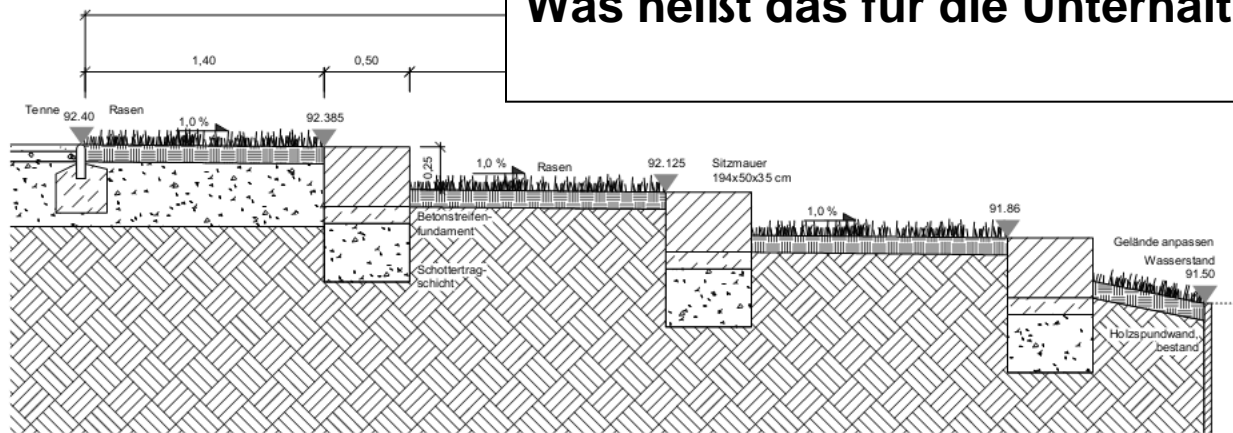 Was heißt das für die
1,40
0,50
Tenne
92.40
Rasen
1,0 %
92.385
0,25
1,0 %
Rasen
92.125
Sitzmauer
194x50x35 cm
1,0 %
91.86
Gelände anpassen
Wasserstand
91.50
Betonstreifen-
fundament
Schottertrag-
schicht
Holzspundwand,
bestand